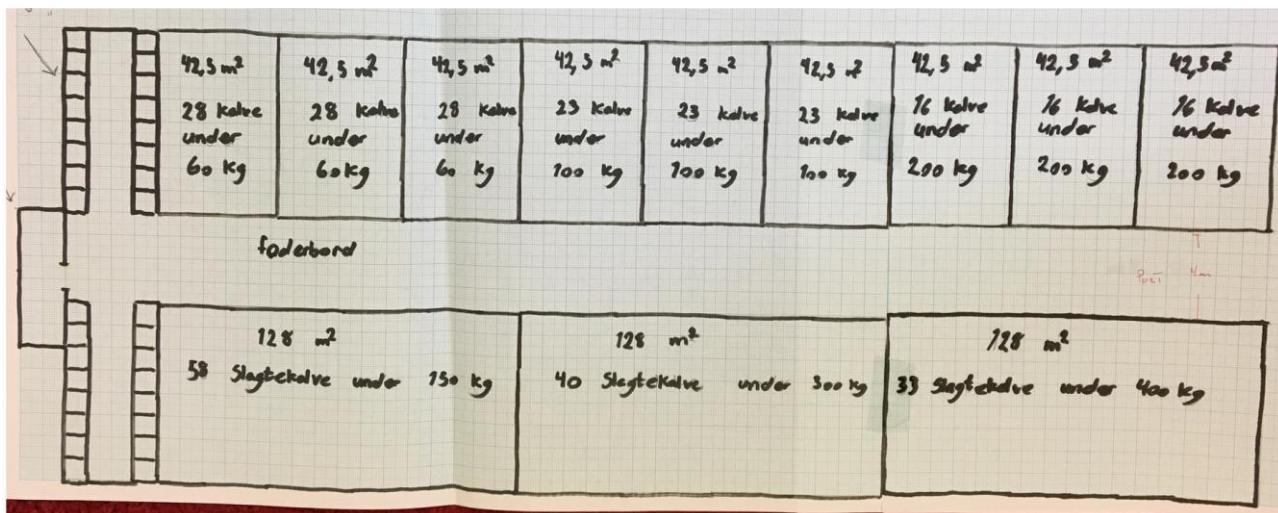 42,5 m²
28 kalve
under
60 kg
42,5 m²
28 kalve
under
60 kg
42,5 m²
28 kalve
under
60 kg
42,5 m²
23 kalve
under
100 kg
42,5 m²
23 kalve
under
100 kg
42,5 m²
23 kalve
under
100 kg
42,5 m²
16 kalve
under
200 kg
42,5 m²
16 kalve
under
200 kg
42,5 m²
16 kalve
under
200 kg
foderbord
Port 4m
128 m²
58 Slagtekalve under 150 kg
128 m²
40 Slagtekalve under 300 kg
128 m²
33 Slagtekalve under 400 kg